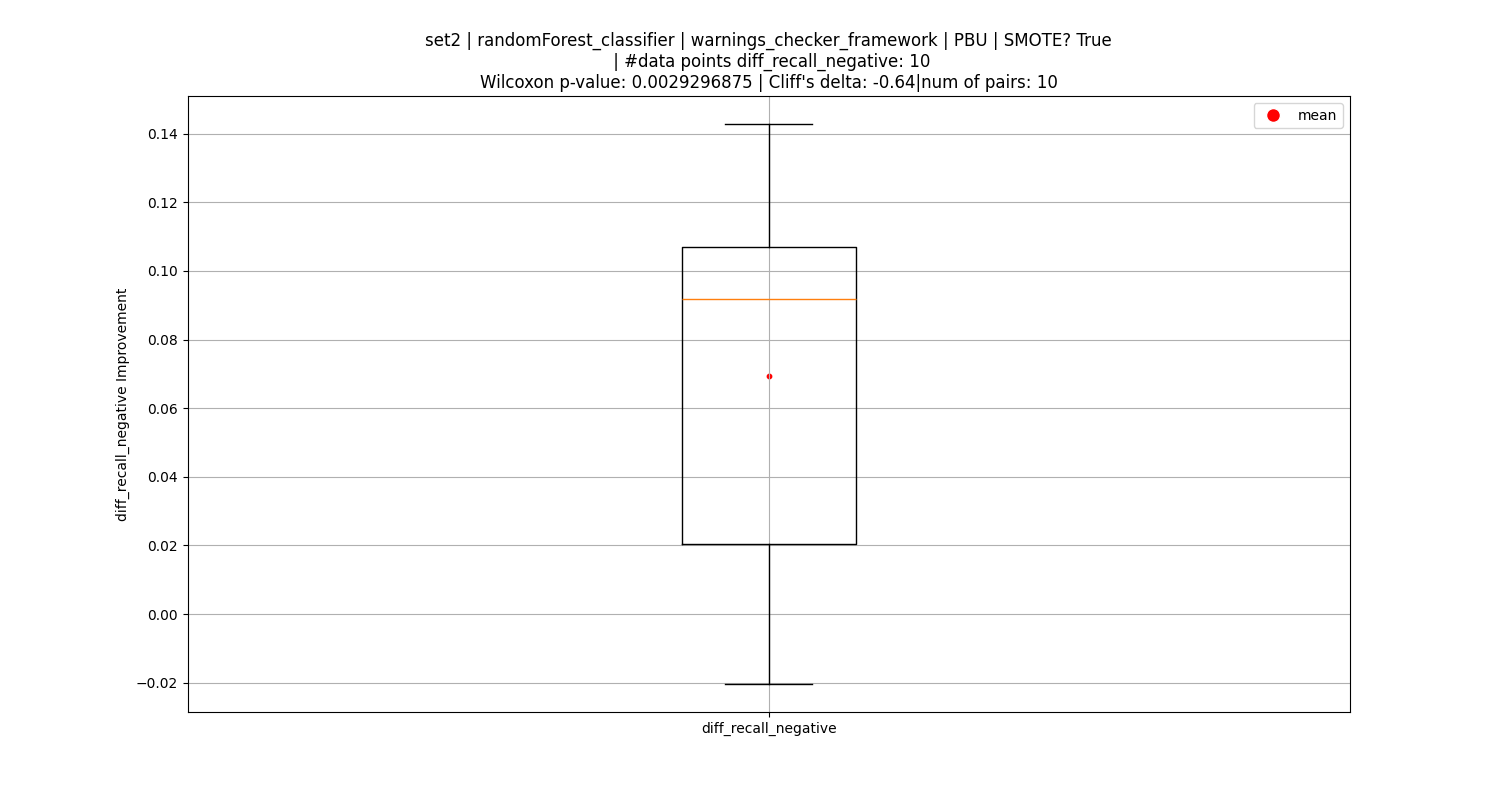 set2 | randomForest_classifier | warnings_checker_framework | PBU | SMOTE? True
| #data points diff_recall_negative: 10
Wilcoxon p-value: 0.0029296875 | Cliff's delta: -0.64|num of pairs: 10
mean
0.14
0.12
0.10
0.08
0.06
0.04
0.02
0.00
−0.02
diff_recall_negative Improvement
diff_recall_negative